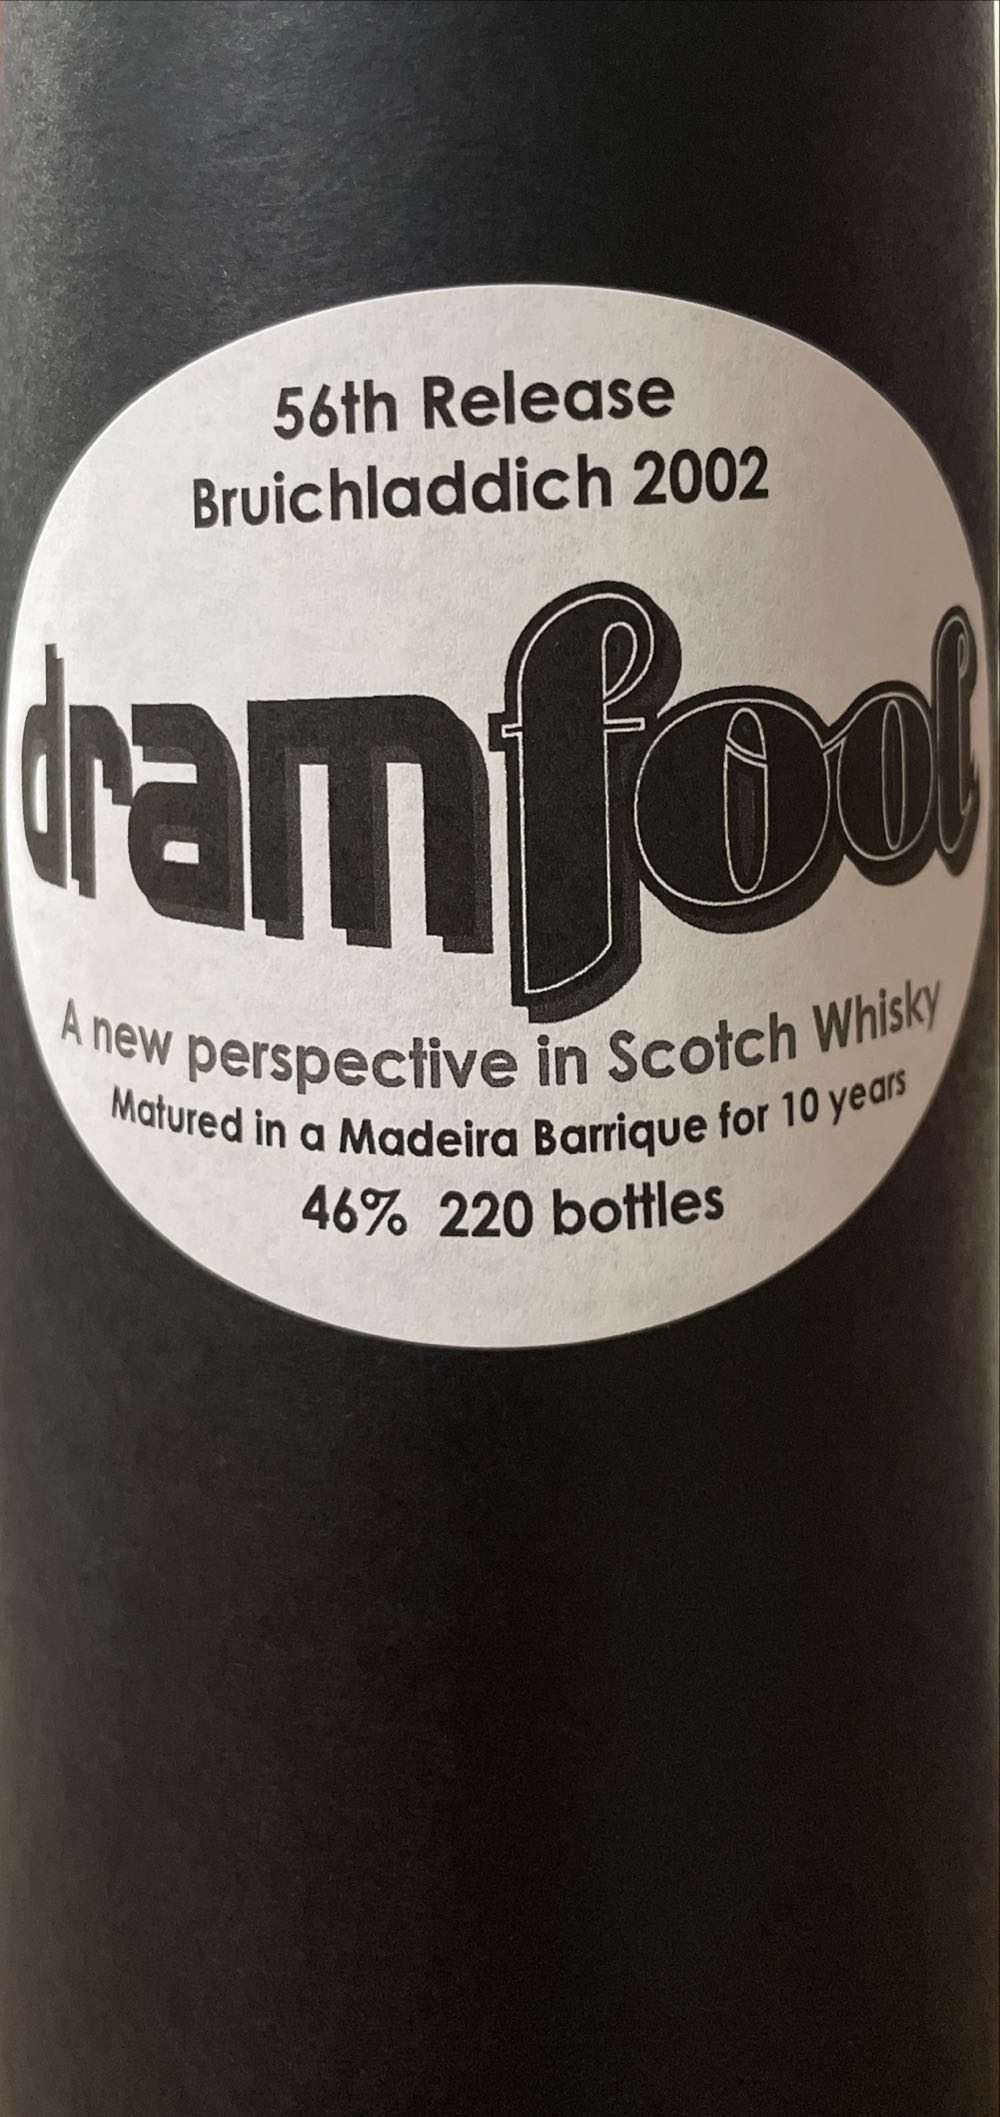 56th Release
Bruichladdich 2002
dramfool
A new perspective in Scotch Whisky
Matured in a Madeira Barrique for 10 years
46% 220 bottles